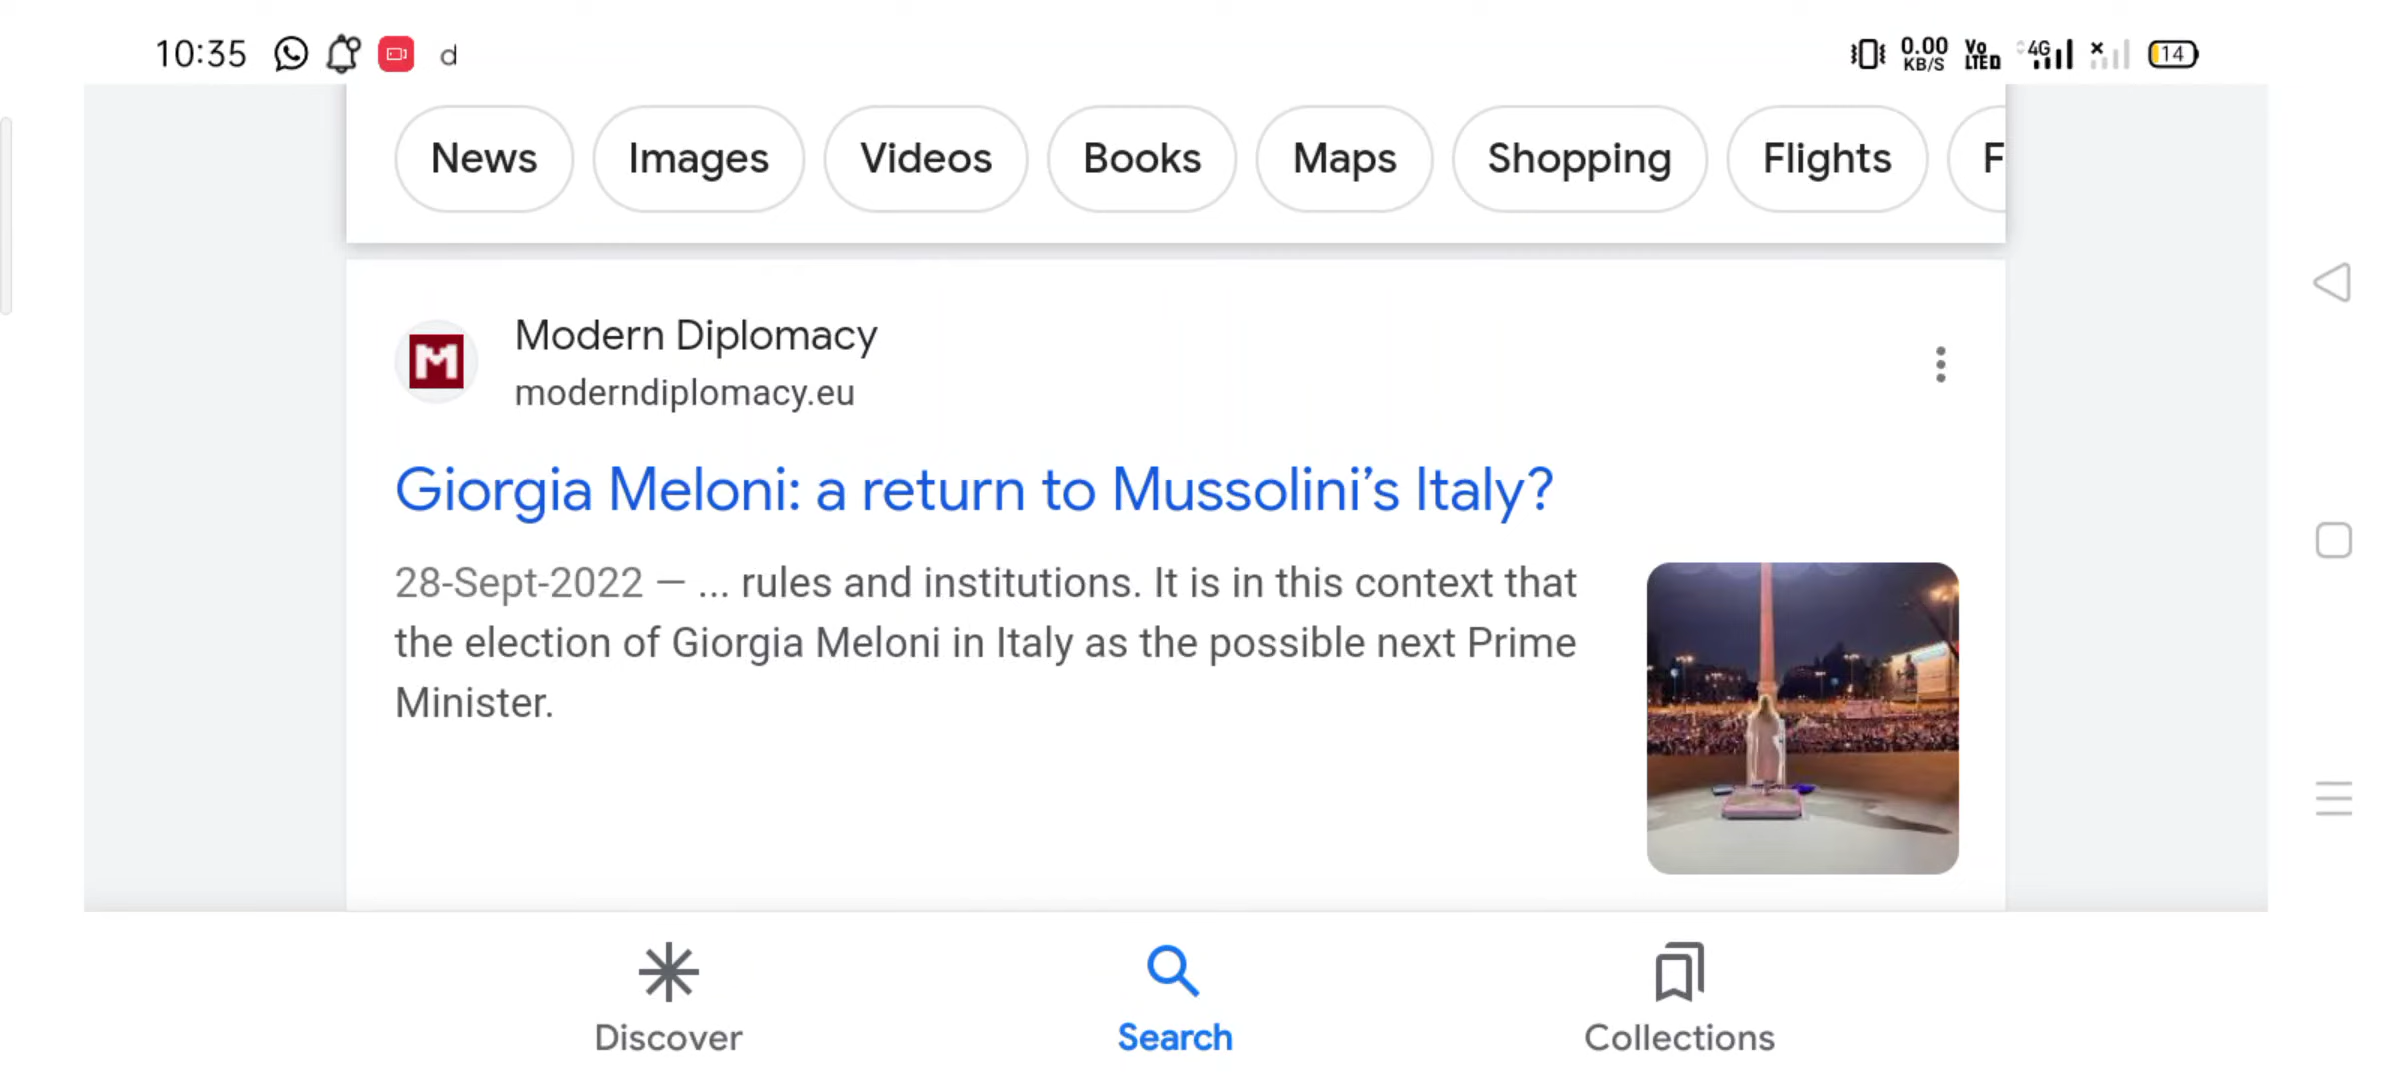 10:35 d 0.00 KB/S Vo LTED 4G 14
News Images Videos Books Maps Shopping Flights F
M Modern Diplomacy
moderndiplomacy.eu
Giorgia Meloni: a return to Mussolini’s Italy?
28-Sept-2022 — ... rules and institutions. It is in this context that
the election of Giorgia Meloni in Italy as the possible next Prime
Minister.
Discover Search Collections